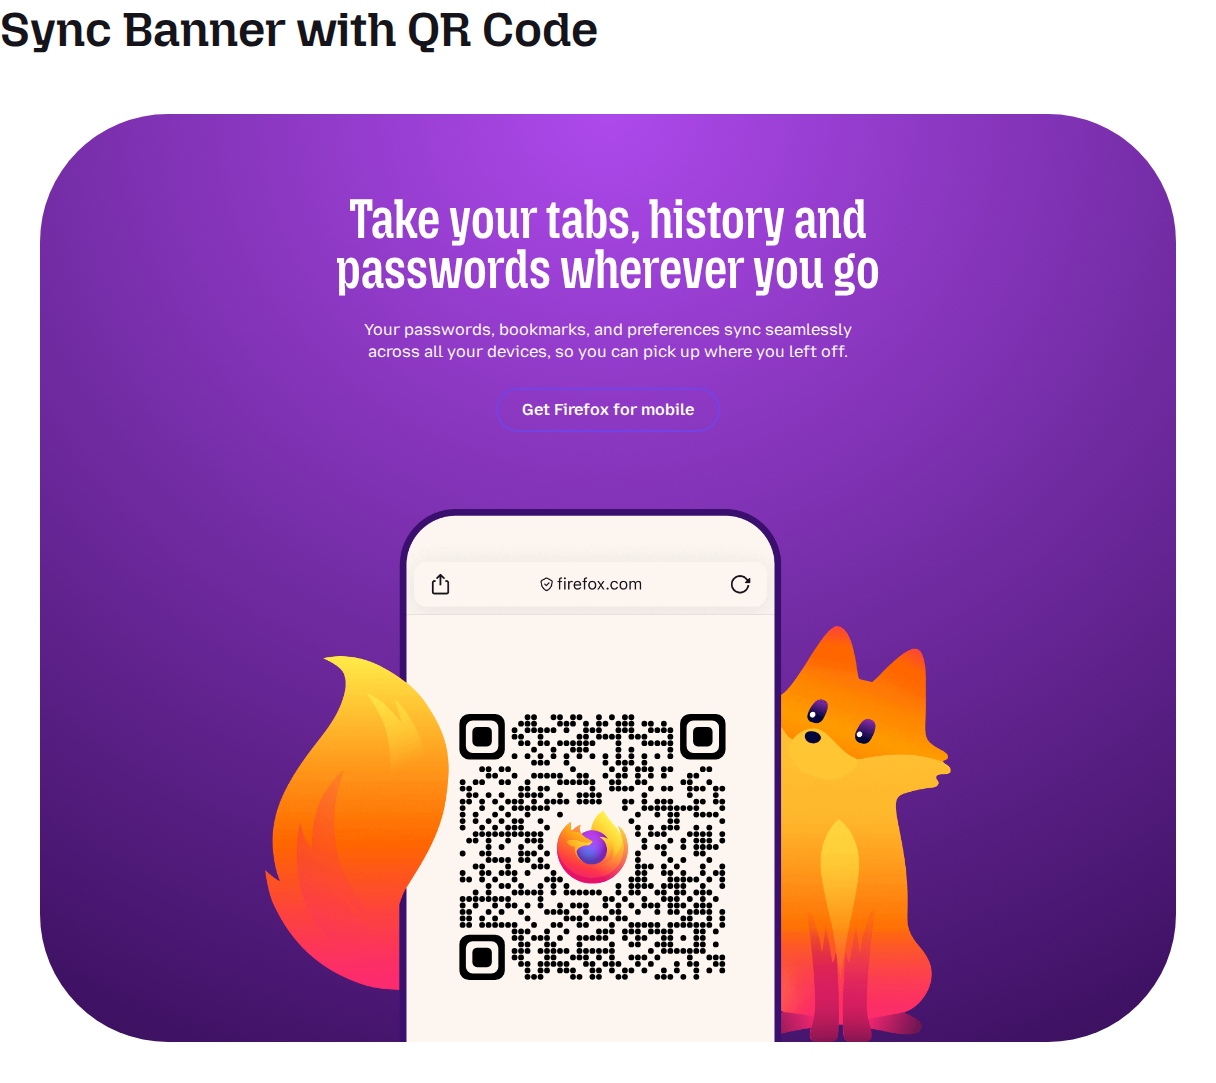 Sync Banner with QR Code
Take your tabs, history and
passwords wherever you go
Your passwords, bookmarks, and preferences sync seamlessly
across all your devices, so you can pick up where you left off.
Get Firefox for mobile
firefox.com